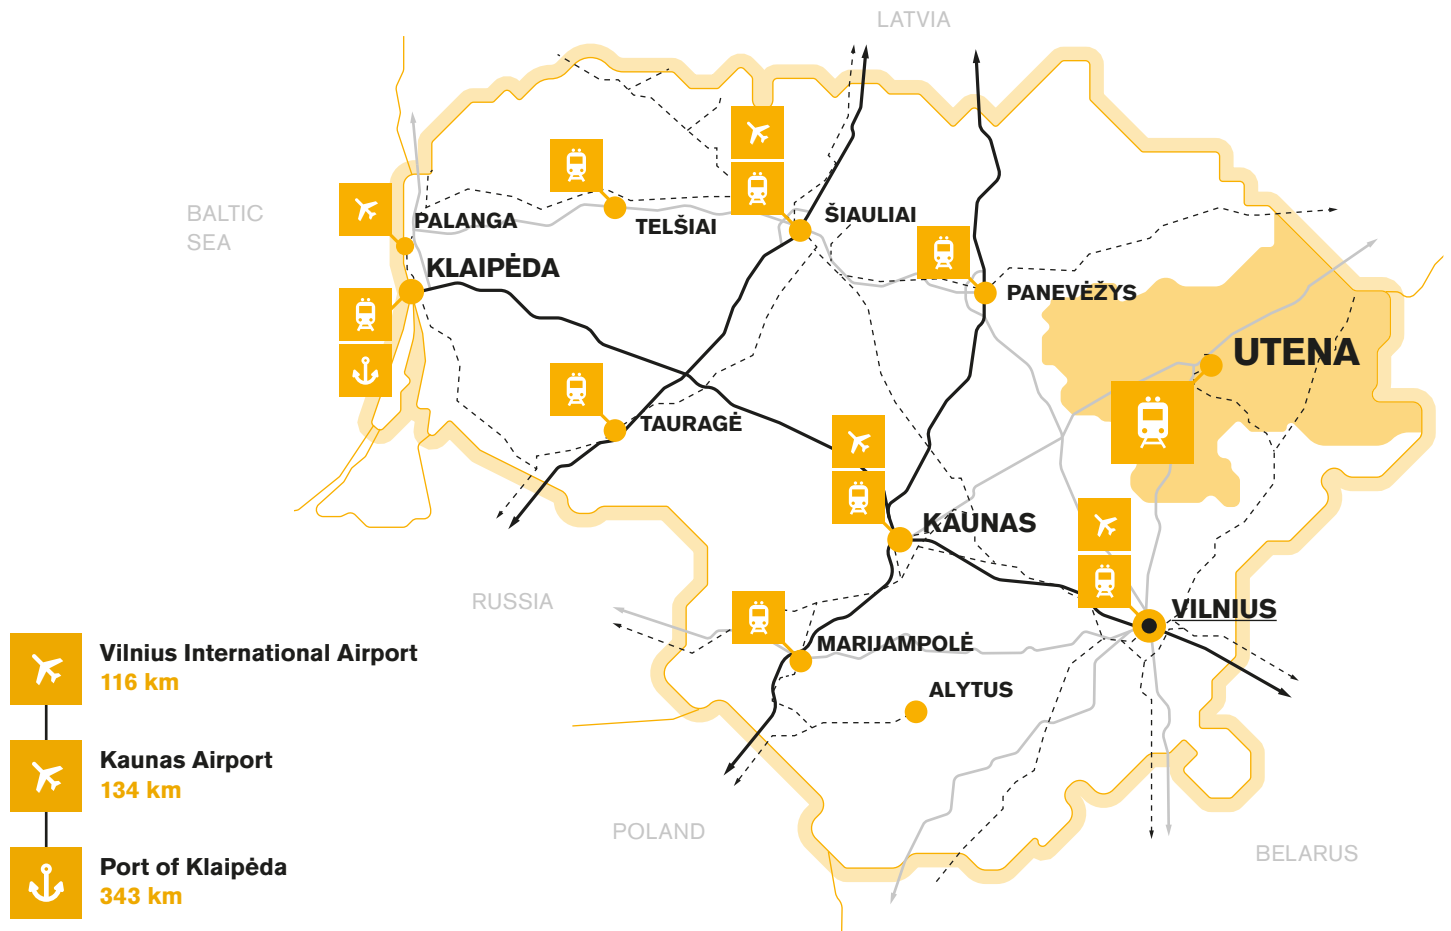 LATVIA
BALTIC
SEA
PALANGA
TELŠIAI
ŠIAULIAI
KLAIPĖDA
PANEVĖŽYS
UTENA
TAURAGĖ
KAUNAS
RUSSIA
VILNIUS
MARIJAMPOLĖ
ALYTUS
POLAND
BELARUS
Vilnius International Airport
116 km
Kaunas Airport
134 km
Port of Klaipėda
343 km